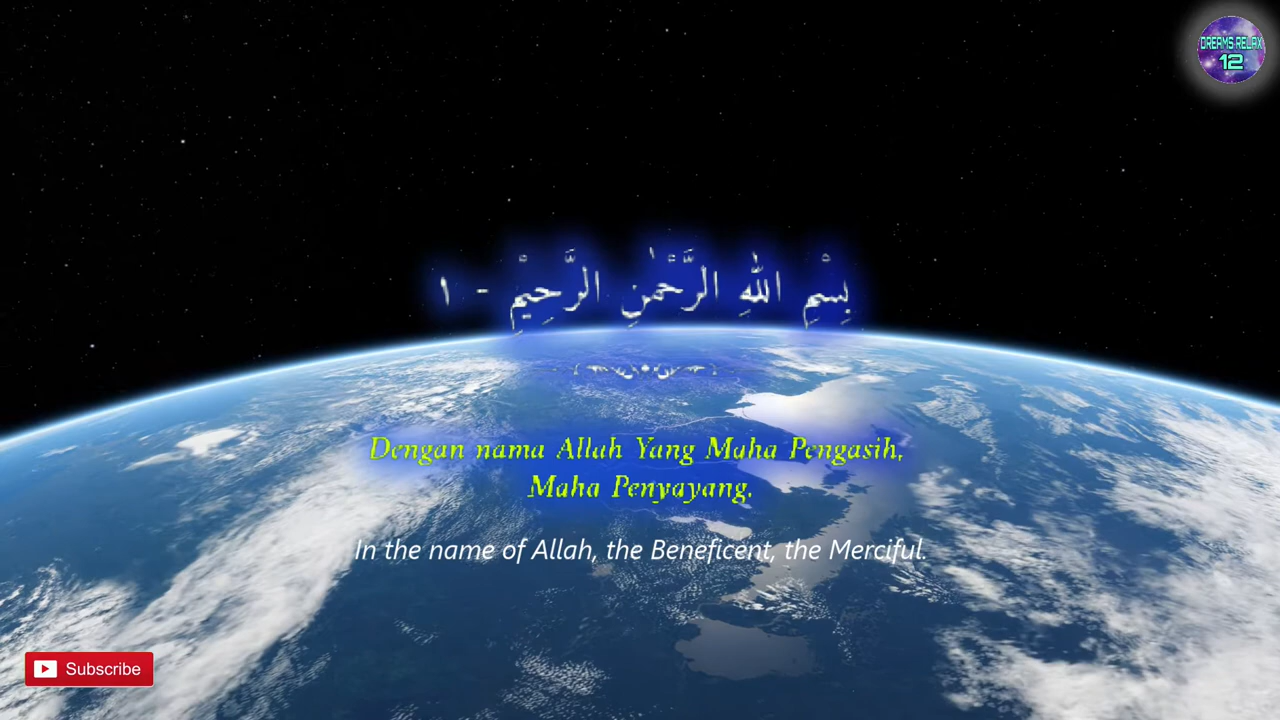 DREAMS RELAX
12
بِسْمِ اللّٰهِ الرَّحْمٰنِ الرَّحِيْمِ - ١
Dengan nama Allah Yang Maha Pengasih,
Maha Penyayang.
In the name of Allah, the Beneficent, the Merciful.
Subscribe